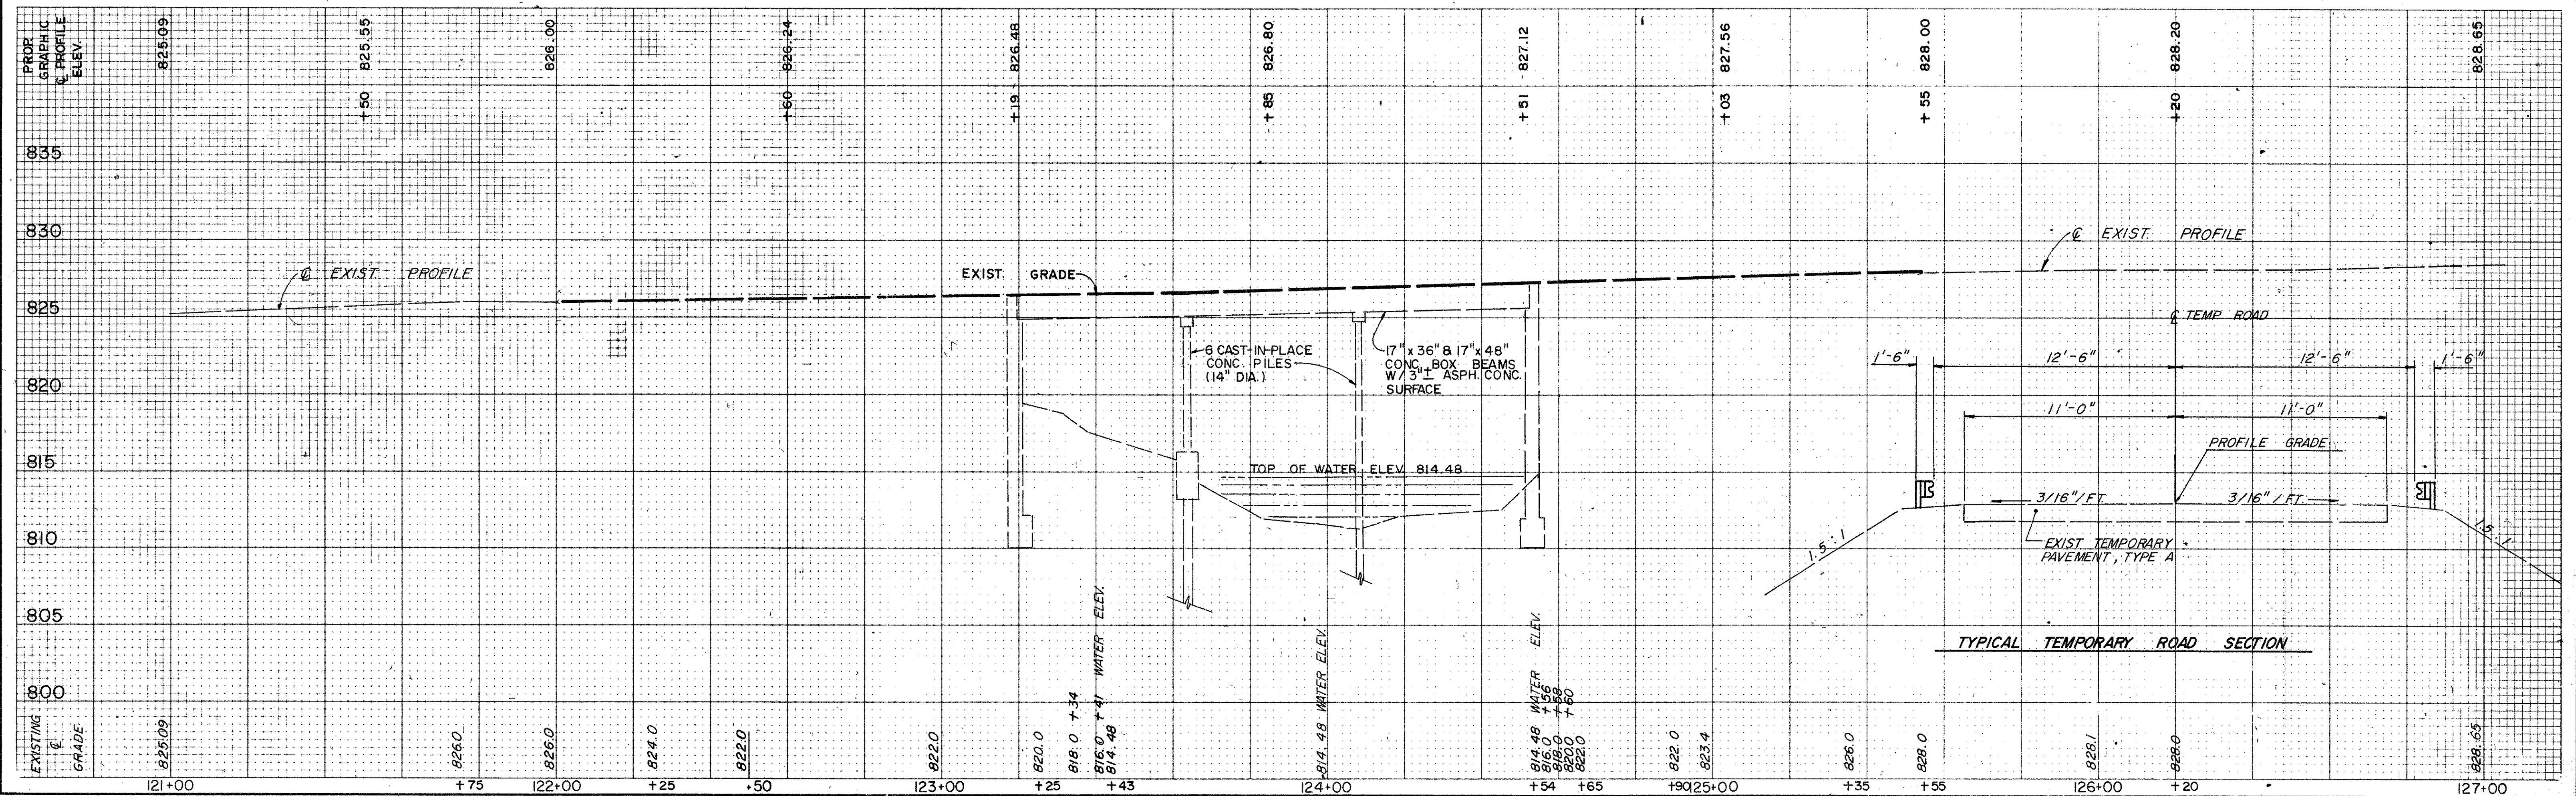 PROP.
GRAPHIC
℄ PROFILE
ELEV.
825.09
+50 825.55
826.00
+60 826.24
+19 826.48
+85 826.80
+51 827.12
+03 827.56
+55 828.00
+20 828.20
828.65
835
830
825
820
815
810
805
800
℄ EXIST. PROFILE
EXIST. GRADE
℄ EXIST. PROFILE
6 CAST-IN-PLACE
CONC. PILES
(14" DIA.)
17" x 36" & 17" x 48"
CONC. BOX BEAMS
W/ 3"± ASPH. CONC.
SURFACE
TOP OF WATER ELEV. 814.48
℄ TEMP. ROAD
1'-6"
12'-6"
12'-6"
1'-6"
11'-0"
11'-0"
PROFILE GRADE
3/16"/FT.
3/16"/FT.
1.5:1
1.5:1
EXIST TEMPORARY
PAVEMENT, TYPE A
TYPICAL TEMPORARY ROAD SECTION
EXISTING
℄
GRADE
825.09
826.0
826.0
824.0
822.0
822.0
820.0
818.0 +34
816.0 +41 WATER ELEV.
814.48
814.48 WATER ELEV.
814.48 WATER ELEV.
816.0 +56
818.0 +58
820.0 +60
822.0
822.0
823.4
826.0
828.0
828.1
828.0
828.65
121+00 +75 122+00 +25 +50 123+00 +25 +43 124+00 +54 +65 +90 125+00 +35 +55 126+00 +20 127+00